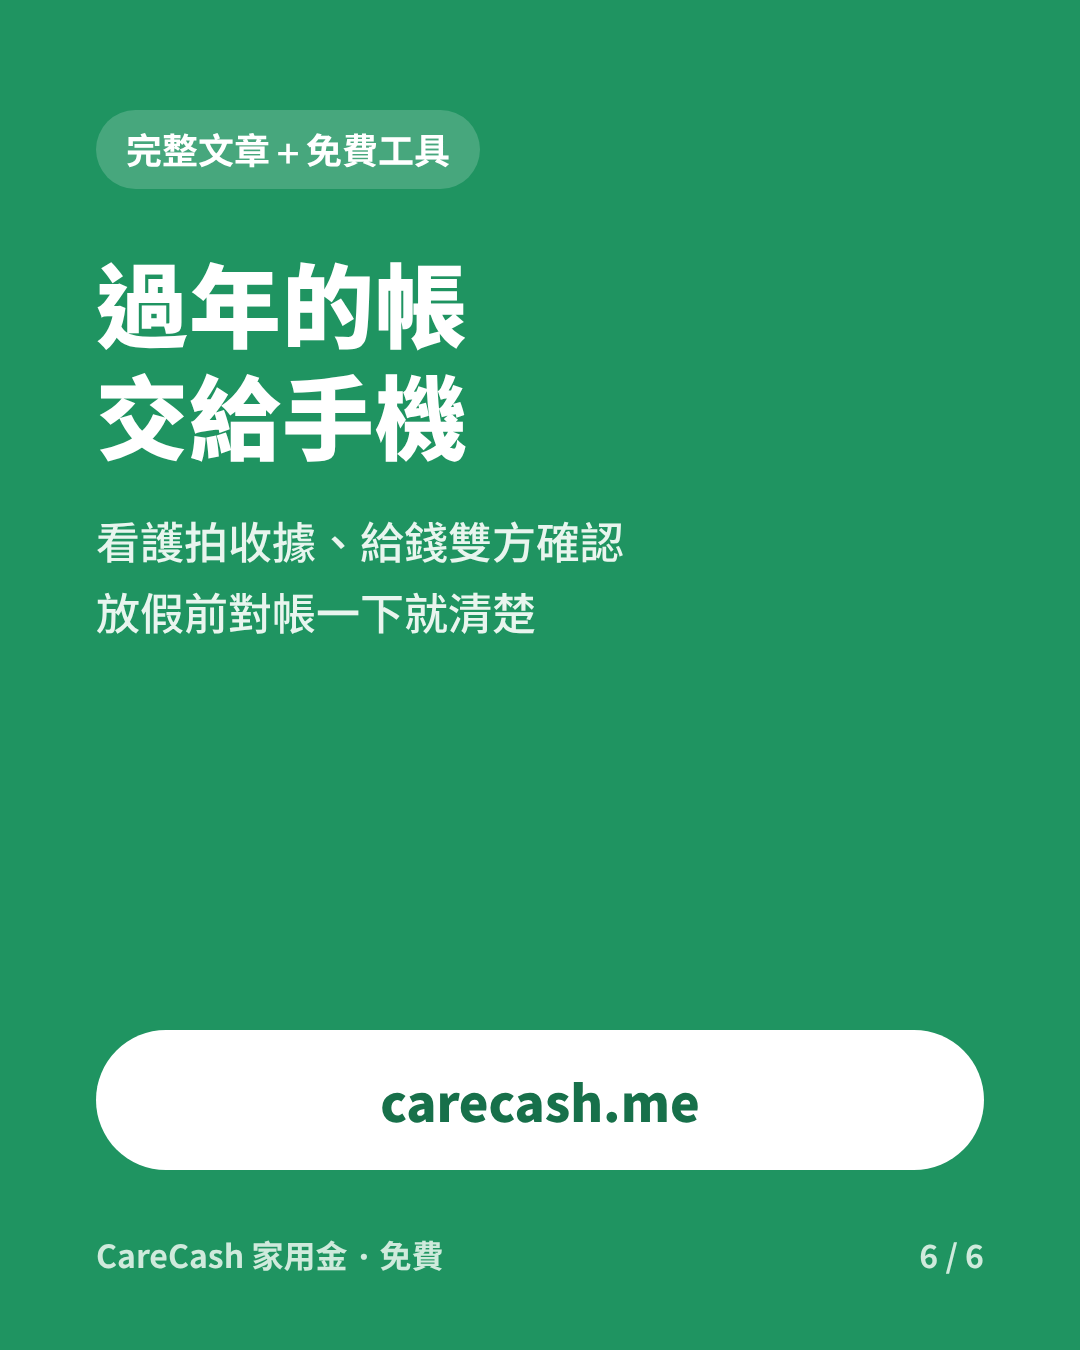 完整文章 + 免費工具
過年的帳
交給手機
看護拍收據、給錢雙方確認
放假前對帳一下就清楚
carecash.me
CareCash 家用金 · 免費
6 / 6